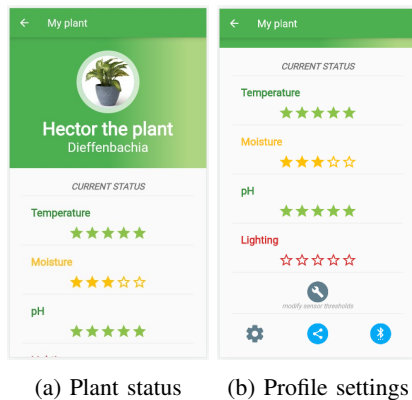 My plant
Hector the plant
Dieffenbachia
CURRENT STATUS
Temperature
Moisture
pH
(a) Plant status
My plant
CURRENT STATUS
Temperature
Moisture
pH
Lighting
modify sensor thresholds
(b) Profile settings